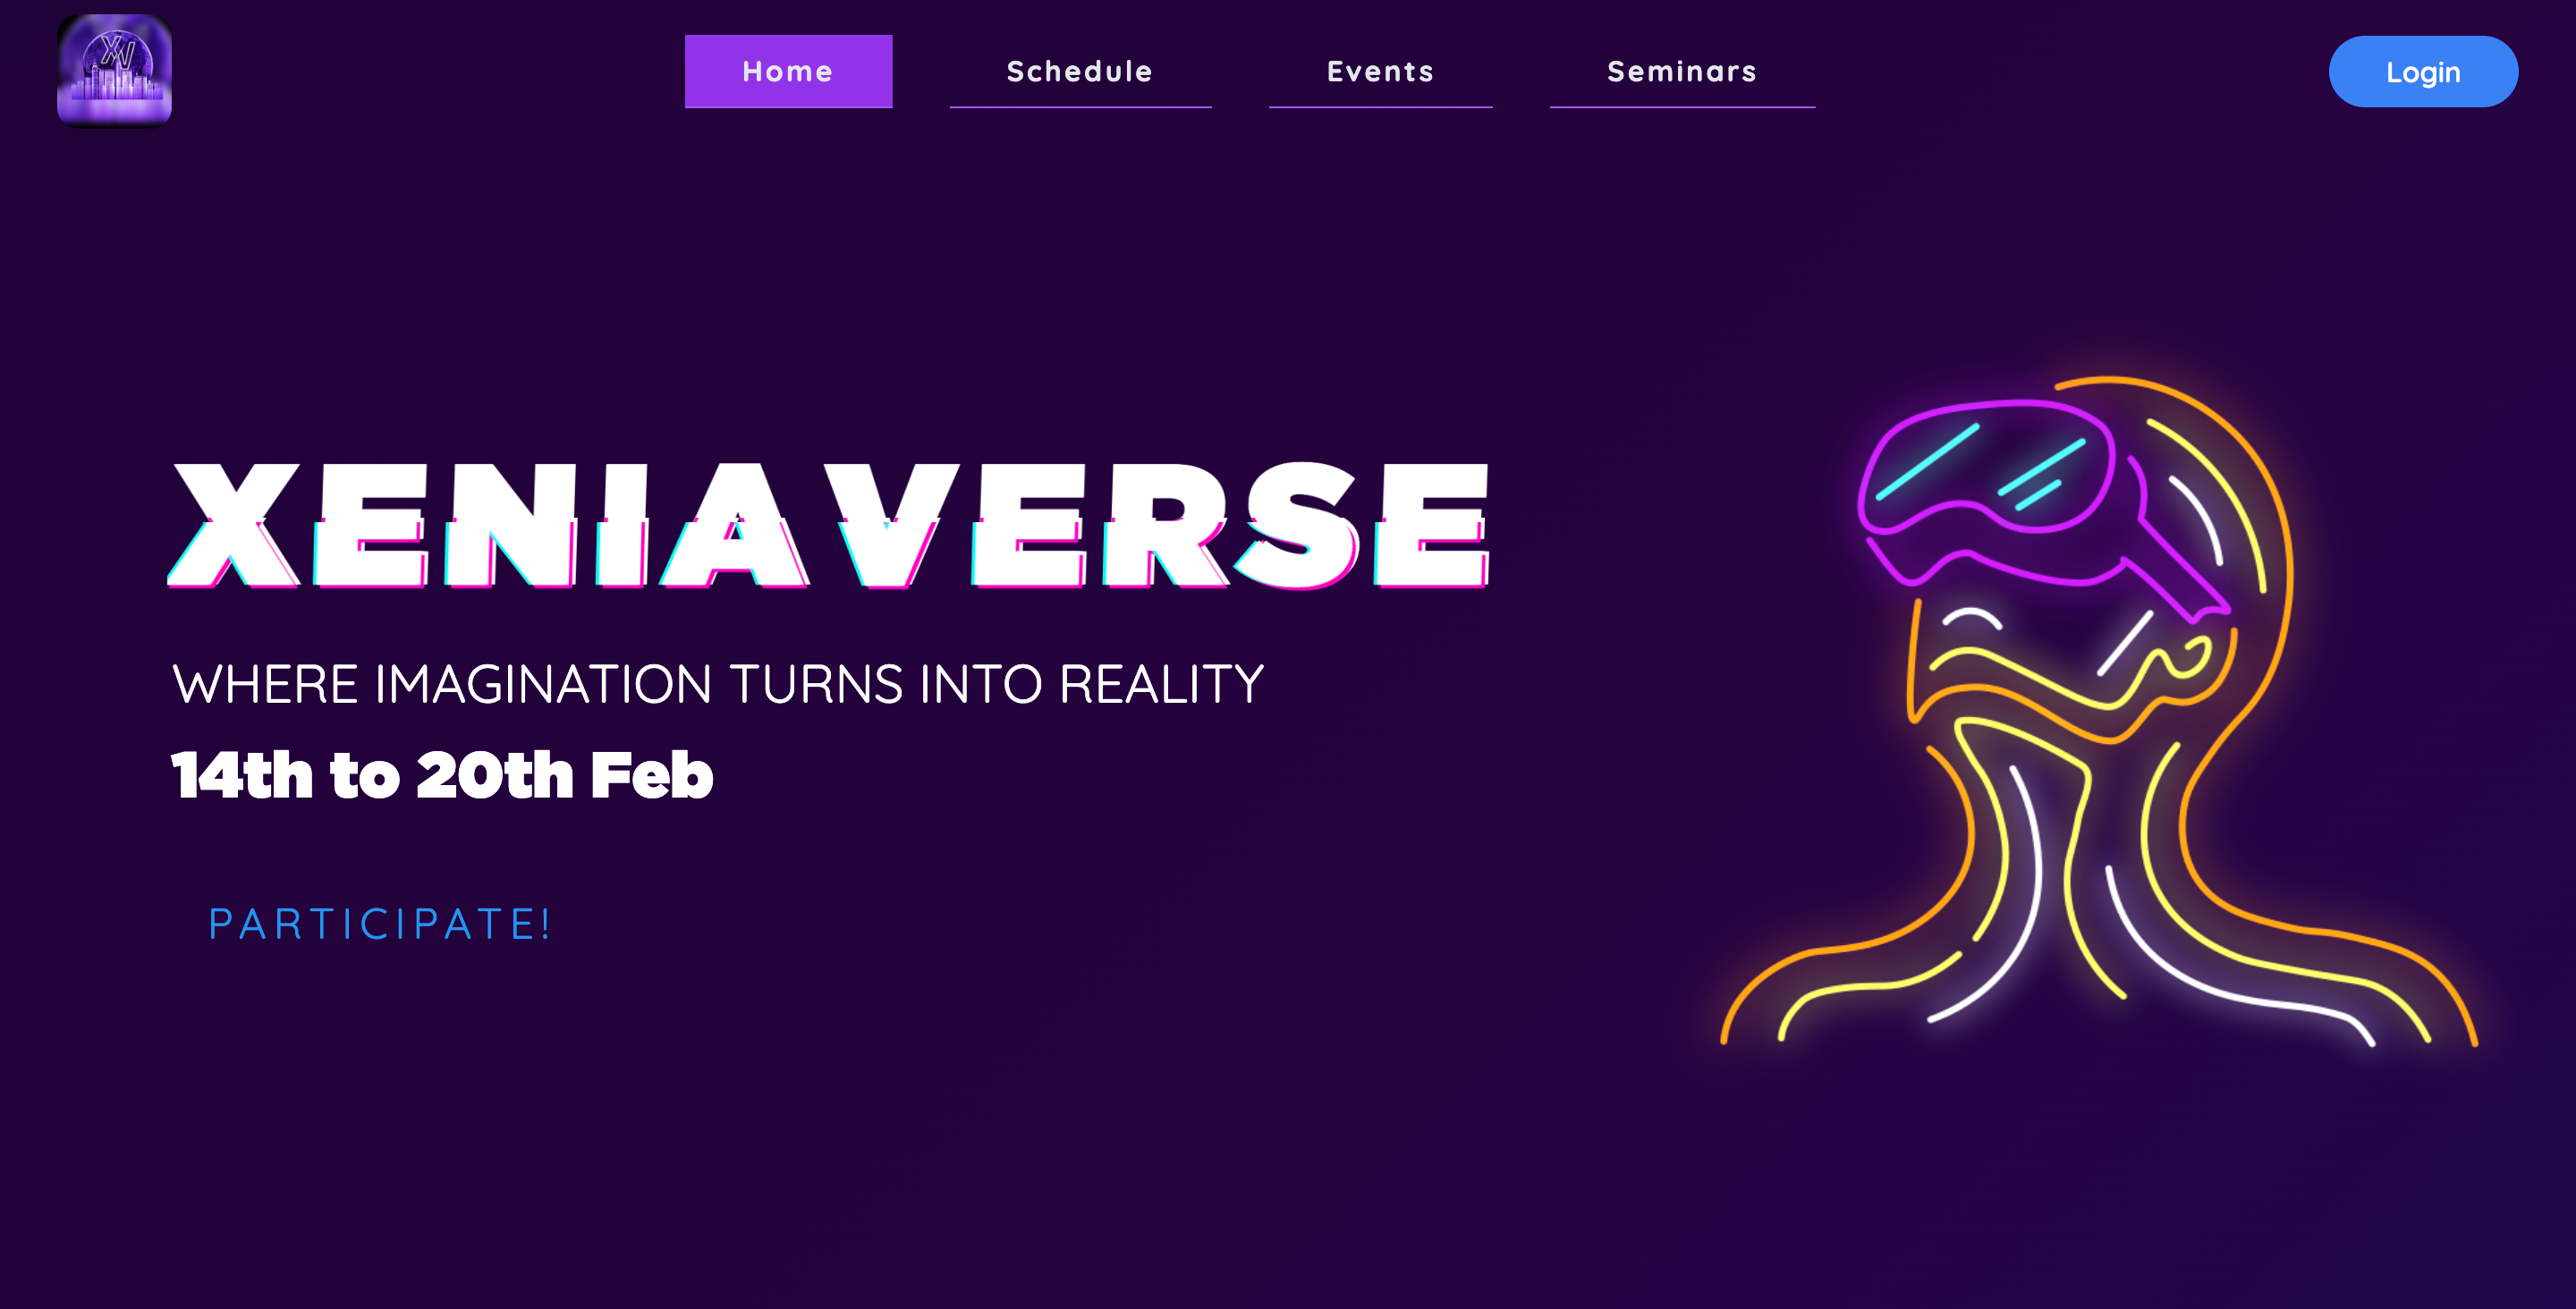 XV
Home
Schedule
Events
Seminars
Login
XENIAVERSE
WHERE IMAGINATION TURNS INTO REALITY
14th to 20th Feb
PARTICIPATE!